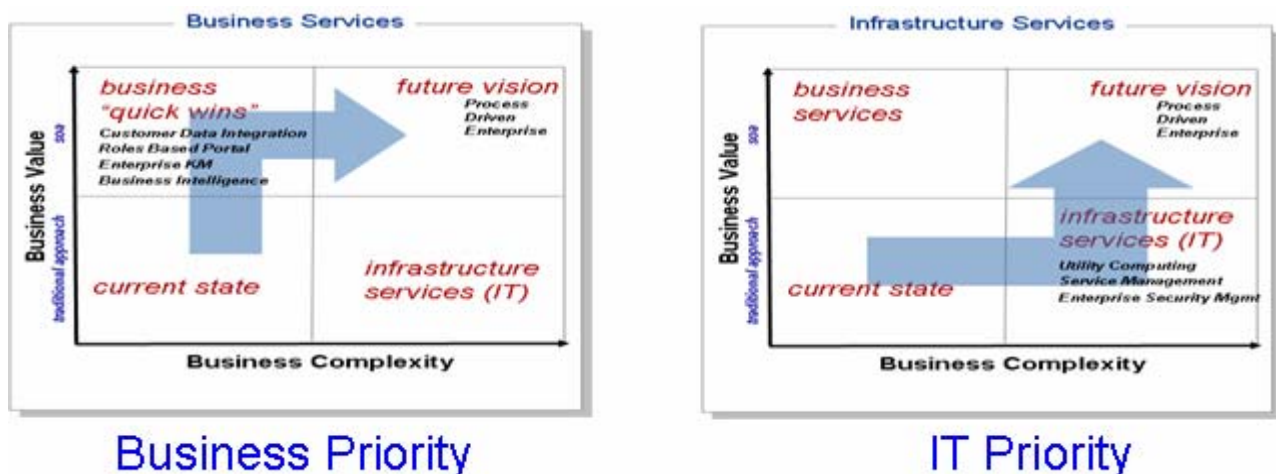 Business Services
business
"quick wins"
Customer Data Integration
Roles Based Portal
Enterprise KM
Business Intelligence
future vision
Process
Driven
Enterprise
Business Value
soa
traditional approach
current state
infrastructure
services (IT)
Business Complexity
Business Priority
Infrastructure Services
business
services
future vision
Process
Driven
Enterprise
Business Value
soa
traditional approach
current state
infrastructure
services (IT)
Utility Computing
Service Management
Enterprise Security Mgmt
Business Complexity
IT Priority